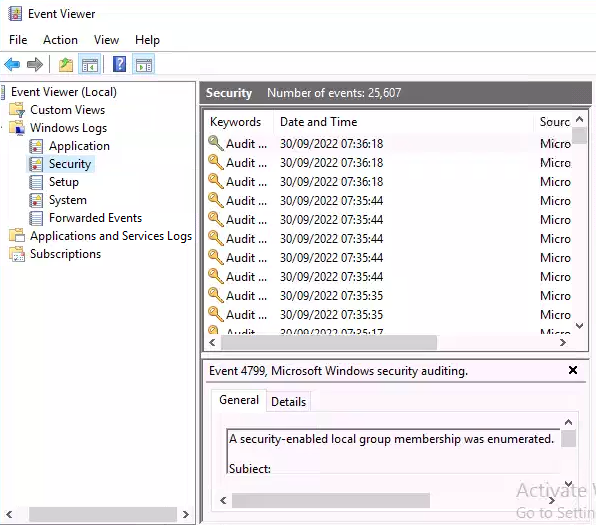 Event Viewer
File Action View Help
Event Viewer (Local)
Custom Views
Windows Logs
Application
Security
Setup
System
Forwarded Events
Applications and Services Logs
Subscriptions
Security Number of events: 25,607
Keywords Date and Time Sourc
Audit ... 30/09/2022 07:36:18 Micro
Audit ... 30/09/2022 07:36:18 Micro
Audit ... 30/09/2022 07:36:18 Micro
Audit ... 30/09/2022 07:35:44 Micro
Audit ... 30/09/2022 07:35:44 Micro
Audit ... 30/09/2022 07:35:44 Micro
Audit ... 30/09/2022 07:35:44 Micro
Audit ... 30/09/2022 07:35:44 Micro
Audit ... 30/09/2022 07:35:35 Micro
Audit ... 30/09/2022 07:35:35 Micro
Audit ... 30/09/2022 07:35:17 Micro
Event 4799, Microsoft Windows security auditing.
General Details
A security-enabled local group membership was enumerated.
Subject:
Activate
Go to Settin